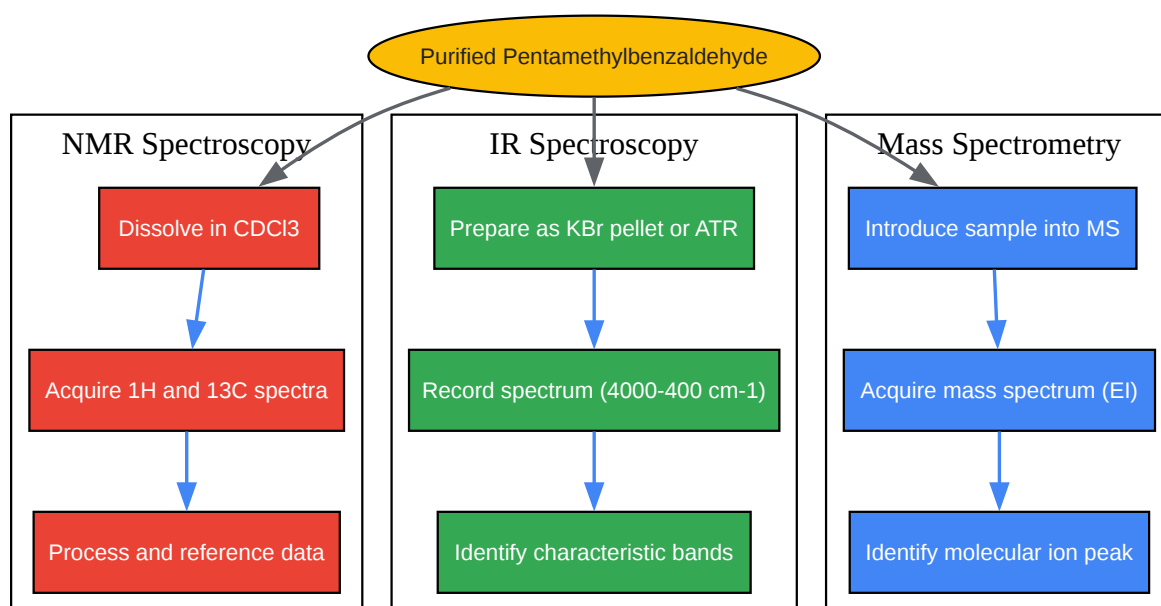 Purified Pentamethylbenzaldehyde
NMR Spectroscopy
Dissolve in CDCl3
Acquire 1H and 13C spectra
Process and reference data
IR Spectroscopy
Prepare as KBr pellet or ATR
Record spectrum (4000-400 cm-1)
Identify characteristic bands
Mass Spectrometry
Introduce sample into MS
Acquire mass spectrum (EI)
Identify molecular ion peak